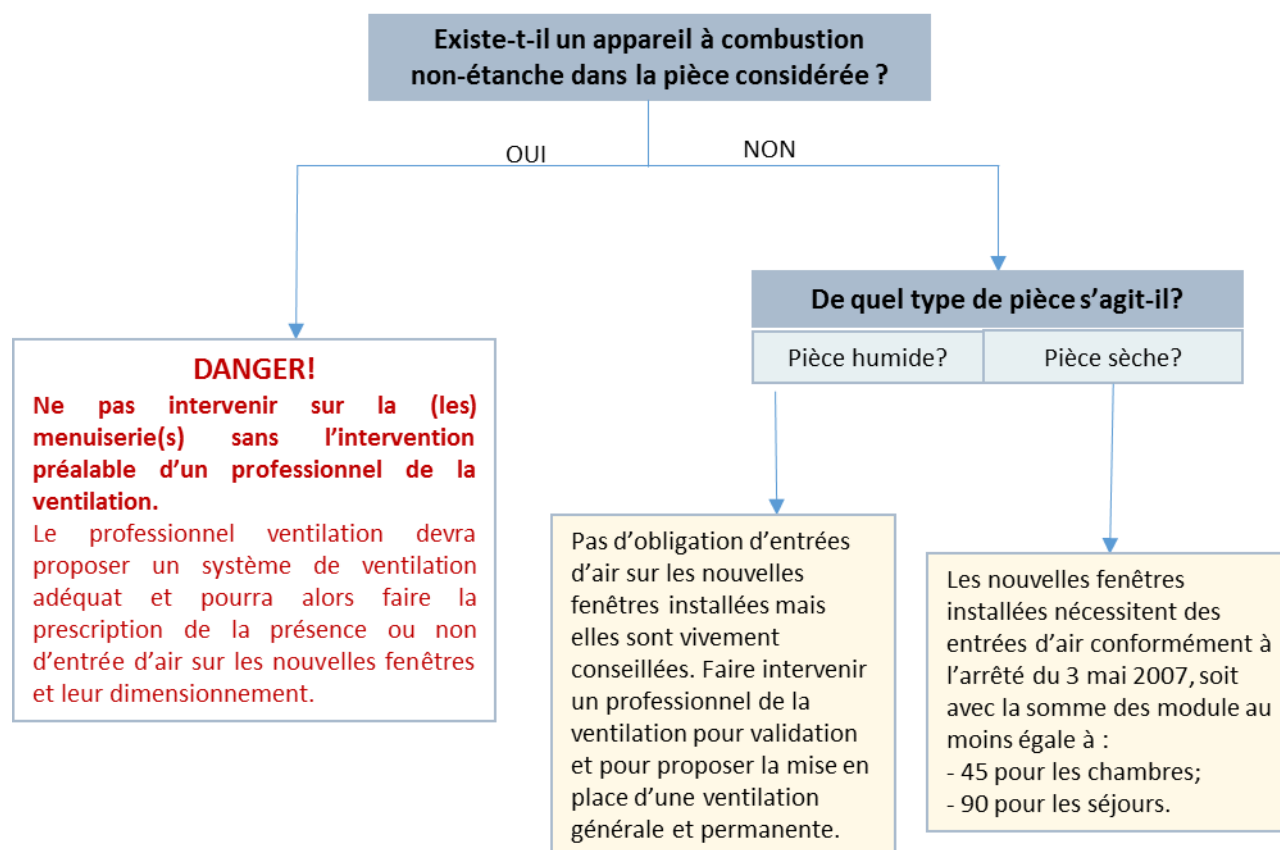 Existe-t-il un appareil à combustion
non-étanche dans la pièce considérée ?
OUI
NON
De quel type de pièce s’agit-il?
Pièce humide?
Pièce sèche?
DANGER!
Ne pas intervenir sur la (les)
menuiserie(s) sans l’intervention
préalable d’un professionnel de la
ventilation.
Le professionnel ventilation devra
proposer un système de ventilation
adéquat et pourra alors faire la
prescription de la présence ou non
d’entrée d’air sur les nouvelles fenêtres
et leur dimensionnement.
Pas d’obligation d’entrées
d’air sur les nouvelles
fenêtres installées mais
elles sont vivement
conseillées. Faire intervenir
un professionnel de la
ventilation pour validation
et pour proposer la mise en
place d’une ventilation
générale et permanente.
Les nouvelles fenêtres
installées nécessitent des
entrées d’air conformément à
l’arrêté du 3 mai 2007, soit
avec la somme des module au
moins égale à :
- 45 pour les chambres;
- 90 pour les séjours.